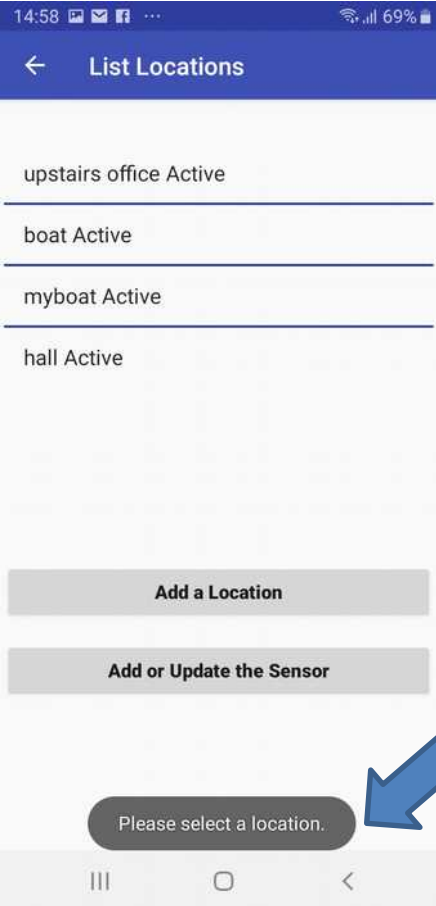 14:58 69%
List Locations
upstairs office Active
boat Active
myboat Active
hall Active
Add a Location
Add or Update the Sensor
Please select a location.